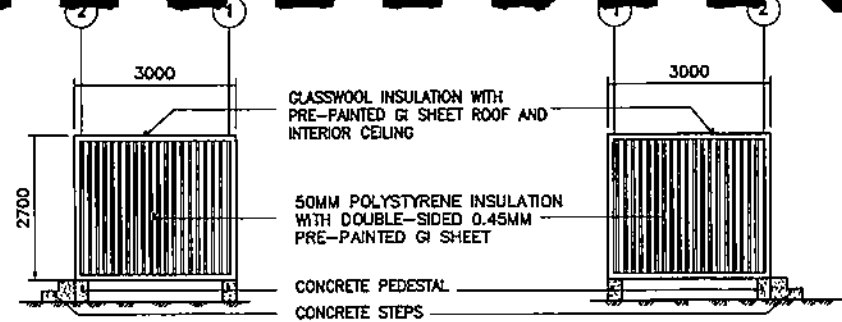 2 1 1 2
3000 3000
GLASSWOOL INSULATION WITH
PRE-PAINTED GI SHEET ROOF AND
INTERIOR CEILING
2700
50MM POLYSTYRENE INSULATION
WITH DOUBLE-SIDED 0.45MM
PRE-PAINTED GI SHEET
CONCRETE PEDESTAL
CONCRETE STEPS